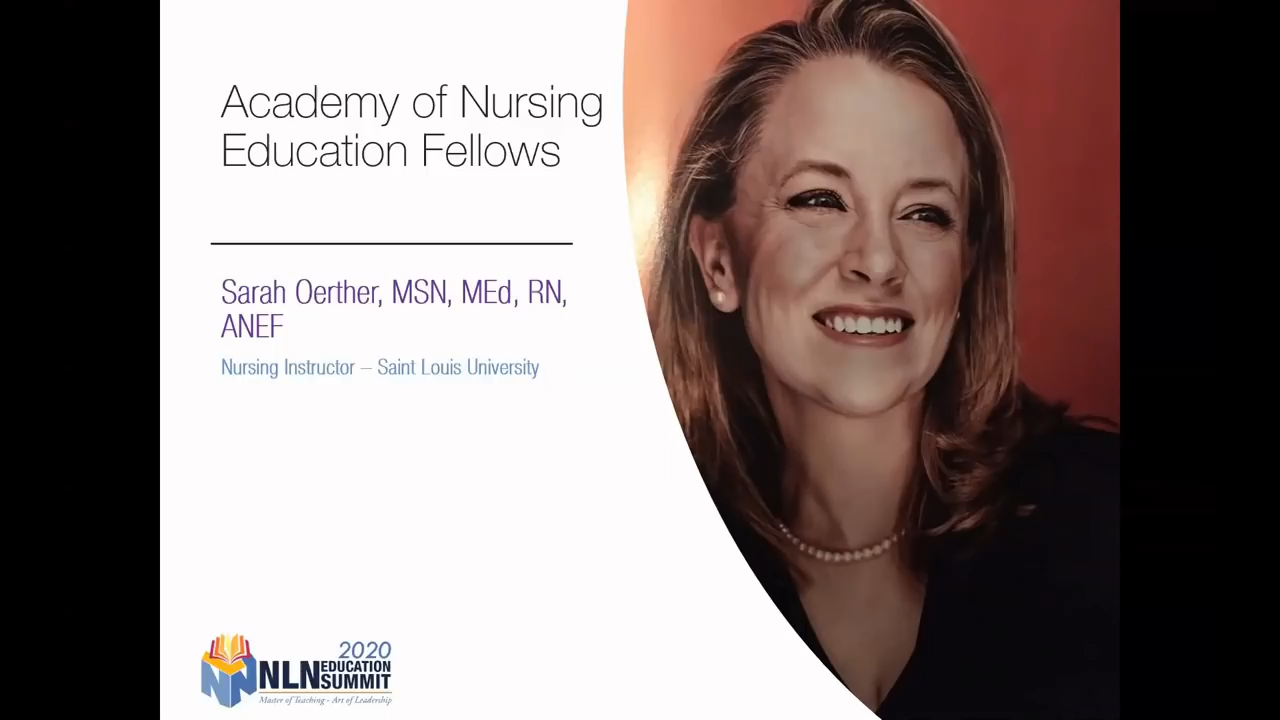 Academy of Nursing
Education Fellows
Sarah Oerther, MSN, MEd, RN,
ANEF
Nursing Instructor – Saint Louis University
2020
NLN EDUCATION
SUMMIT
Master of Teaching - Art of Leadership